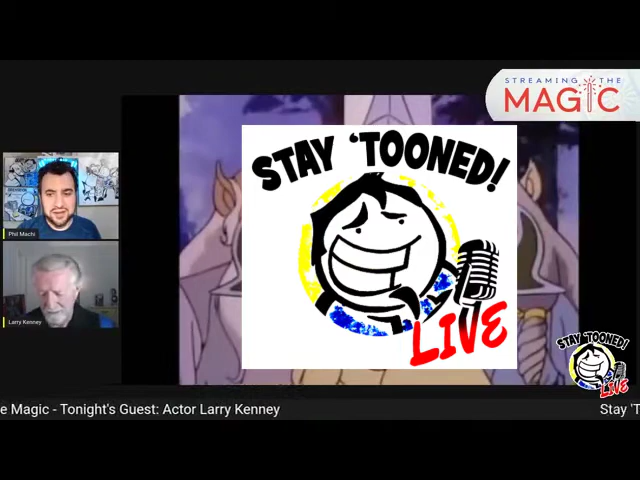 STREAMING THE
MAGIC
STAY 'TOONED!
LIVE
Phil Machi
Larry Kenney
STAY 'TOONED!
LIVE
e Magic - Tonight's Guest: Actor Larry Kenney
Stay 'T